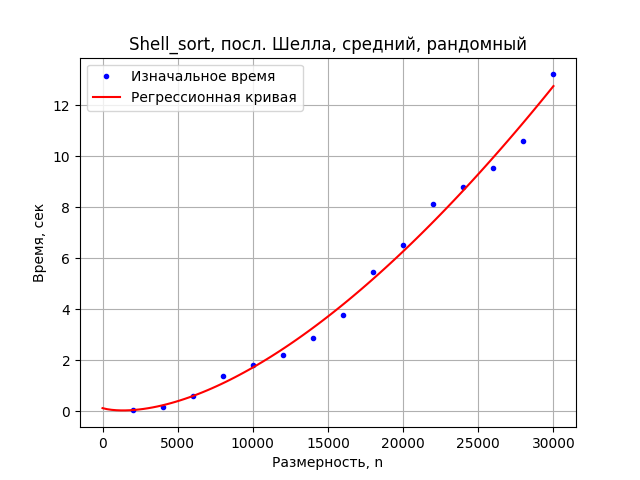 Shell_sort, посл. Шелла, средний, рандомный
Изначальное время
Регрессионная кривая
Время, сек
12
10
8
6
4
2
0
0 5000 10000 15000 20000 25000 30000
Размерность, n